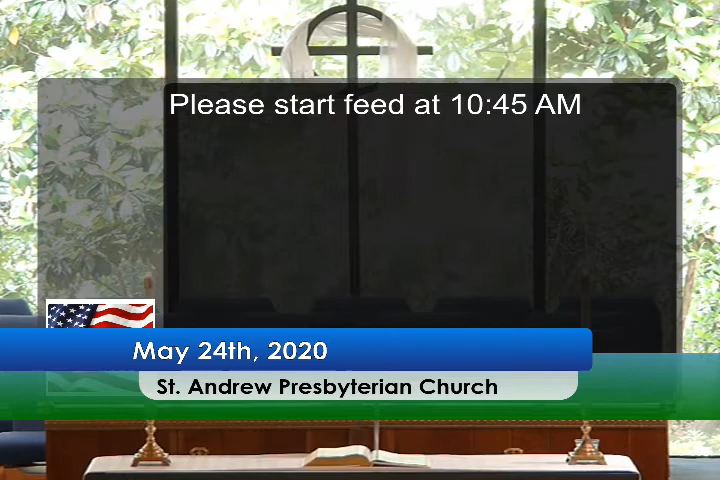 Please start feed at 10:45 AM
May 24th, 2020
St. Andrew Presbyterian Church